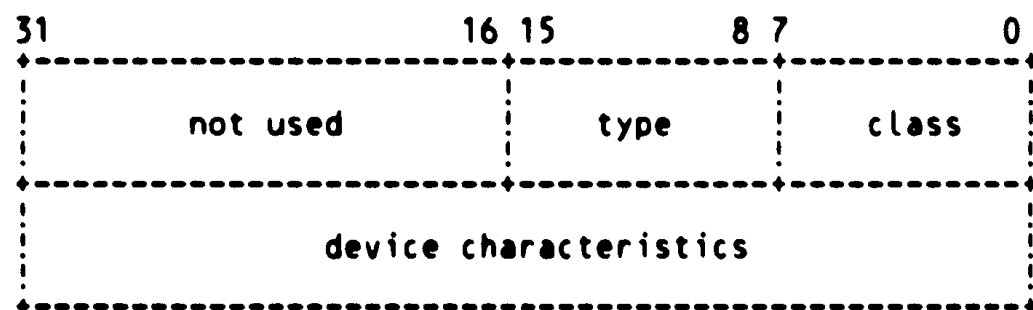 31 16 15 8 7 0
not used type class
device characteristics